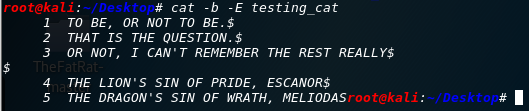 root@kali:~/Desktop# cat -b -E testing_cat
     1  TO BE, OR NOT TO BE.$
     2  THAT IS THE QUESTION.$
     3  OR NOT, I CAN'T REMEMBER THE REST REALLY$
$
TheFatRat-
     4  THE LION'S SIN OF PRIDE, ESCANOR$
     5  THE DRAGON'S SIN OF WRATH, MELIODASroot@kali:~/Desktop#